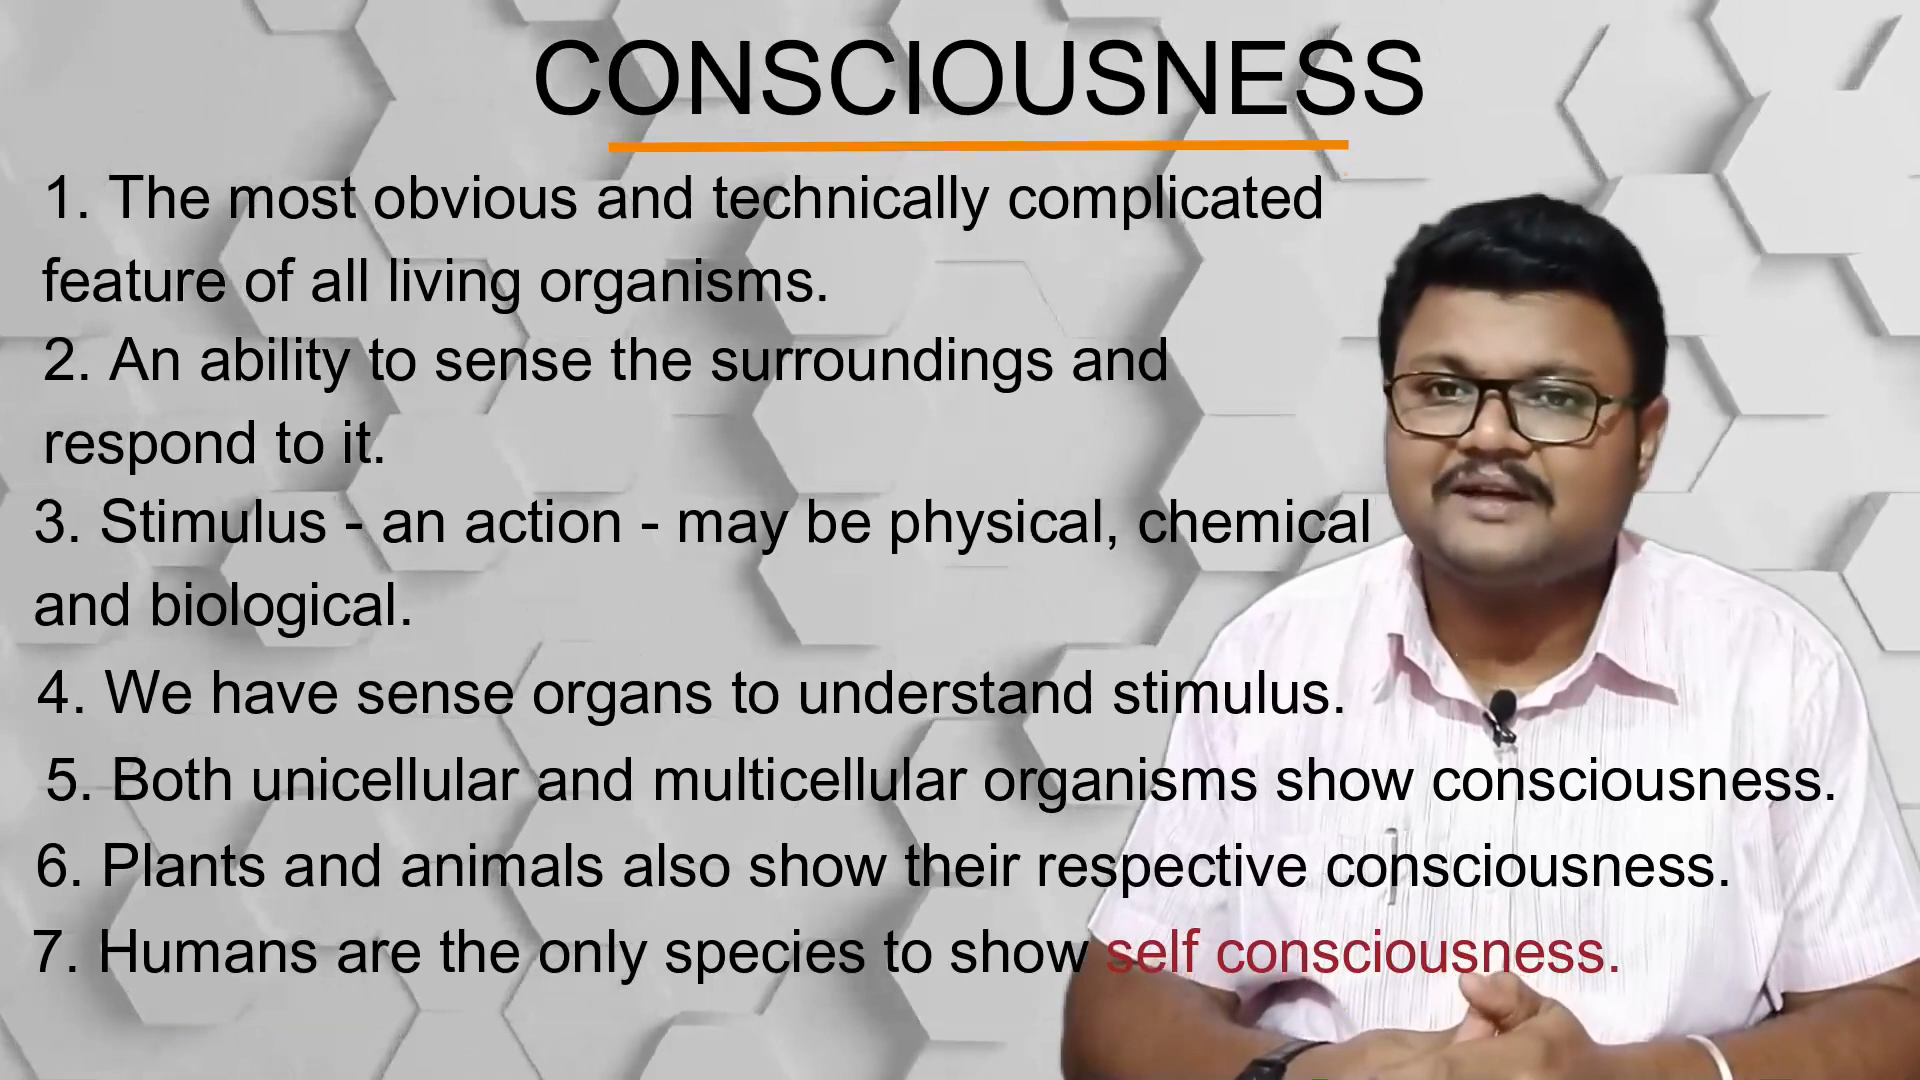 CONSCIOUSNESS
1. The most obvious and technically complicated
feature of all living organisms.
2. An ability to sense the surroundings and
respond to it.
3. Stimulus - an action - may be physical, chemical
and biological.
4. We have sense organs to understand stimulus.
5. Both unicellular and multicellular organisms show consciousness.
6. Plants and animals also show their respective consciousness.
7. Humans are the only species to show self consciousness.